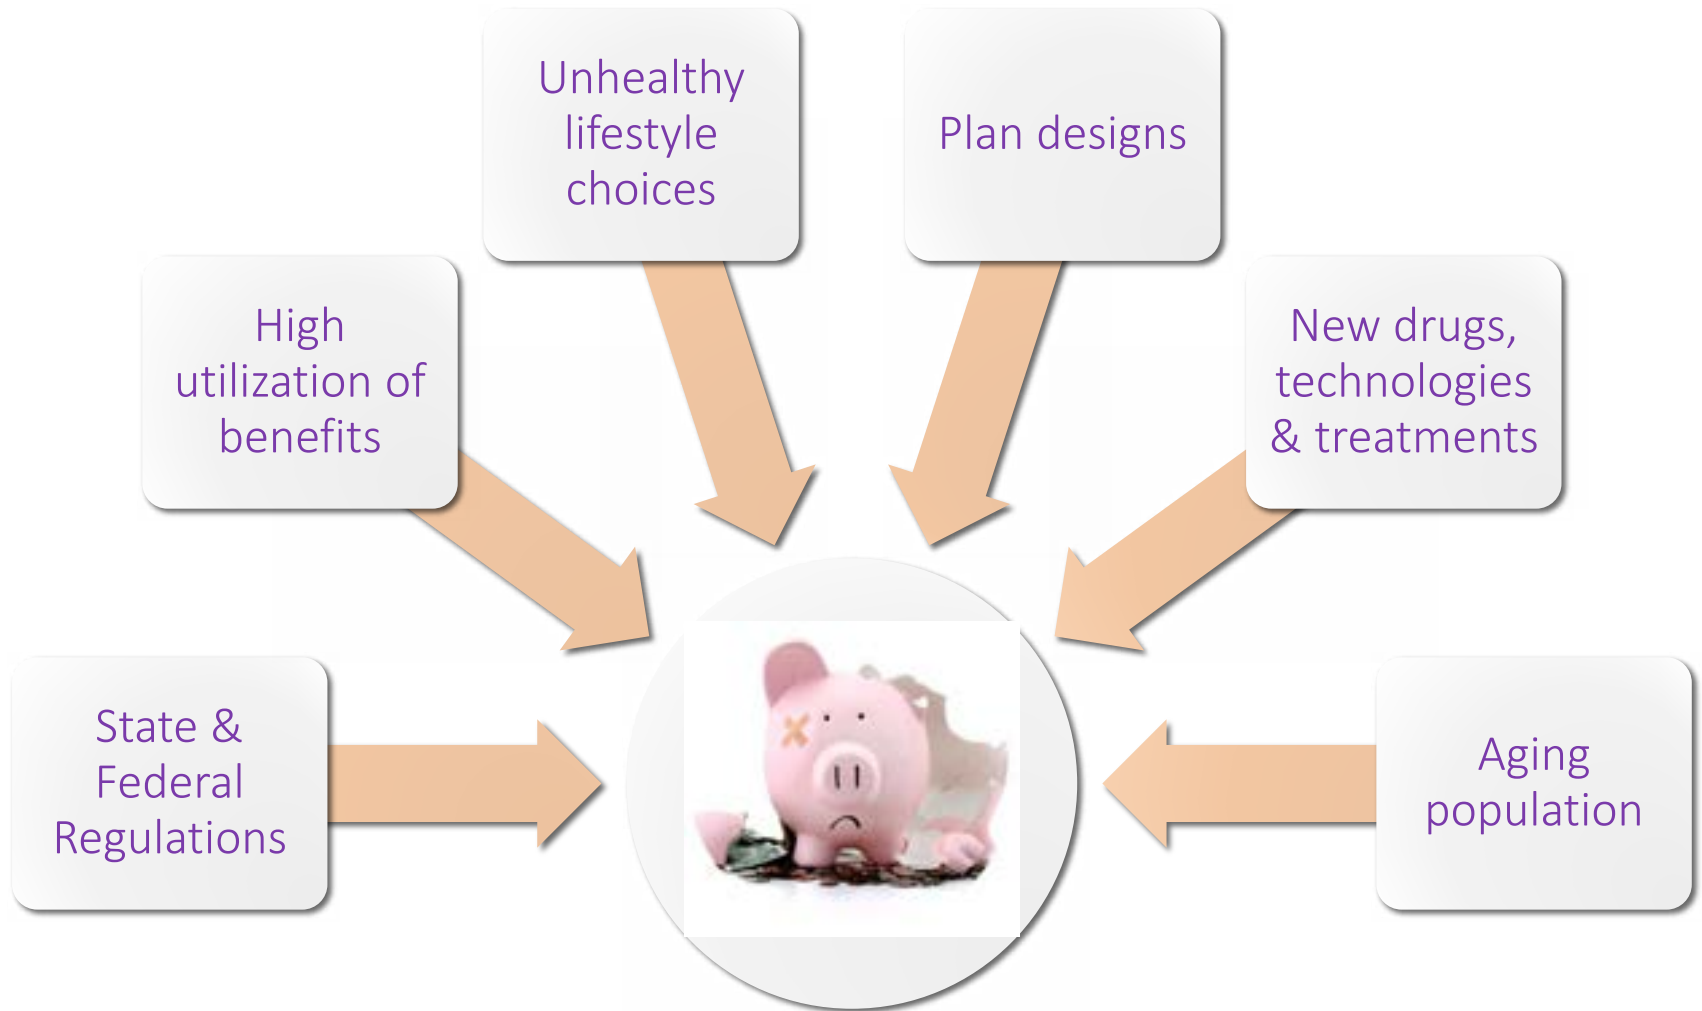 Unhealthy
lifestyle
choices
Plan designs
High
utilization of
benefits
New drugs,
technologies
& treatments
State &
Federal
Regulations
Aging
population